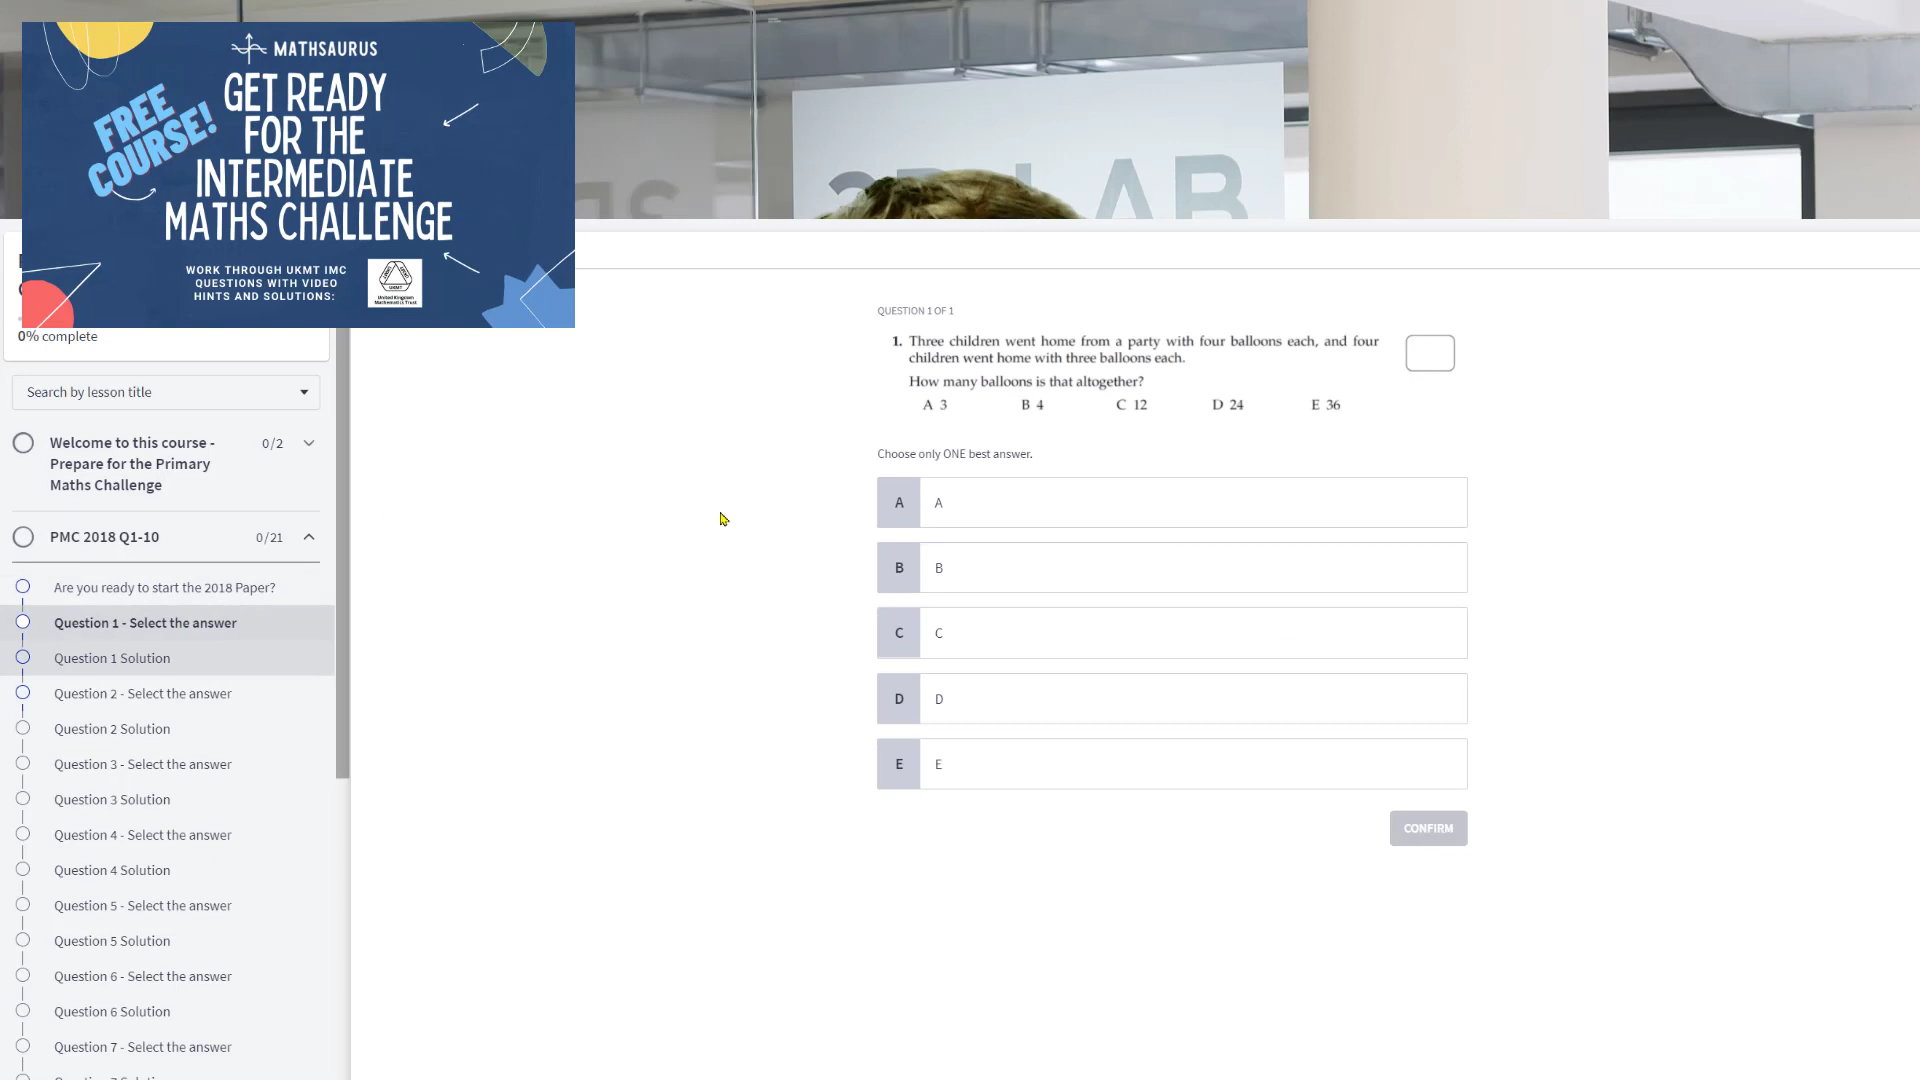 MATHSAURUS
FREE
COURSE!
GET READY
FOR THE
INTERMEDIATE
MATHS CHALLENGE
WORK THROUGH UKMT IMC
QUESTIONS WITH VIDEO
HINTS AND SOLUTIONS:
UKMT
United Kingdom
Mathematics Trust
LAB
0% complete
Search by lesson title
Welcome to this course - 0/2
Prepare for the Primary
Maths Challenge
PMC 2018 Q1-10 0/21
Are you ready to start the 2018 Paper?
Question 1 - Select the answer
Question 1 Solution
Question 2 - Select the answer
Question 2 Solution
Question 3 - Select the answer
Question 3 Solution
Question 4 - Select the answer
Question 4 Solution
Question 5 - Select the answer
Question 5 Solution
Question 6 - Select the answer
Question 6 Solution
Question 7 - Select the answer
QUESTION 1 OF 1
1. Three children went home from a party with four balloons each, and four
children went home with three balloons each.
How many balloons is that altogether?
A 3 B 4 C 12 D 24 E 36
Choose only ONE best answer.
A A
B B
C C
D D
E E
CONFIRM